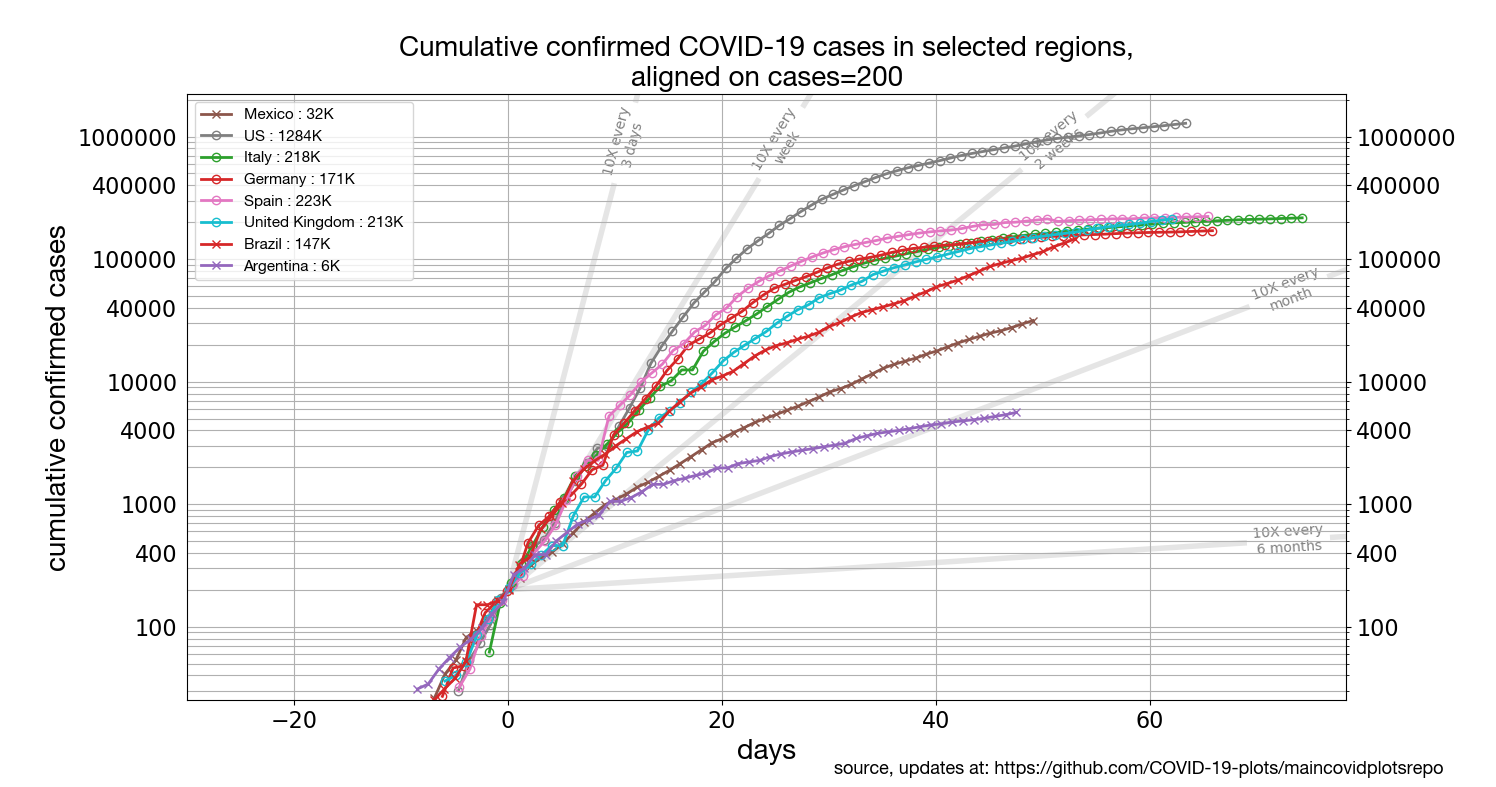 Cumulative confirmed COVID-19 cases in selected regions,
aligned on cases=200
Mexico : 32K
US : 1284K
Italy : 218K
Germany : 171K
Spain : 223K
United Kingdom : 213K
Brazil : 147K
Argentina : 6K
10X every
3 days
10X every
week
10X every
2 weeks
10X every
month
10X every
6 months
cumulative confirmed cases
1000000
400000
100000
40000
10000
4000
1000
400
100
1000000
400000
100000
40000
10000
4000
1000
400
100
−20
0
20
40
60
days
source, updates at: https://github.com/COVID-19-plots/maincovidplotsrepo